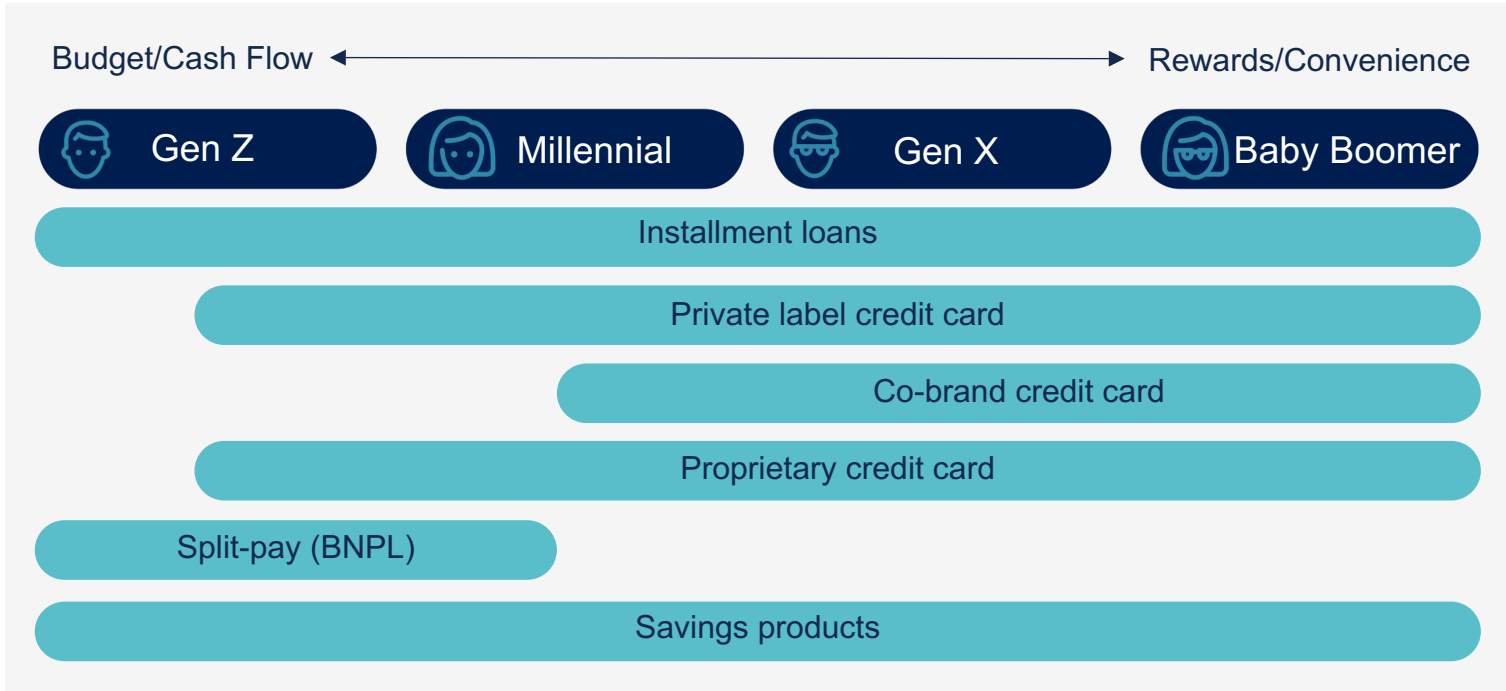 Budget/Cash Flow Rewards/Convenience
Gen Z Millennial Gen X Baby Boomer
Installment loans
Private label credit card
Co-brand credit card
Proprietary credit card
Split-pay (BNPL)
Savings products